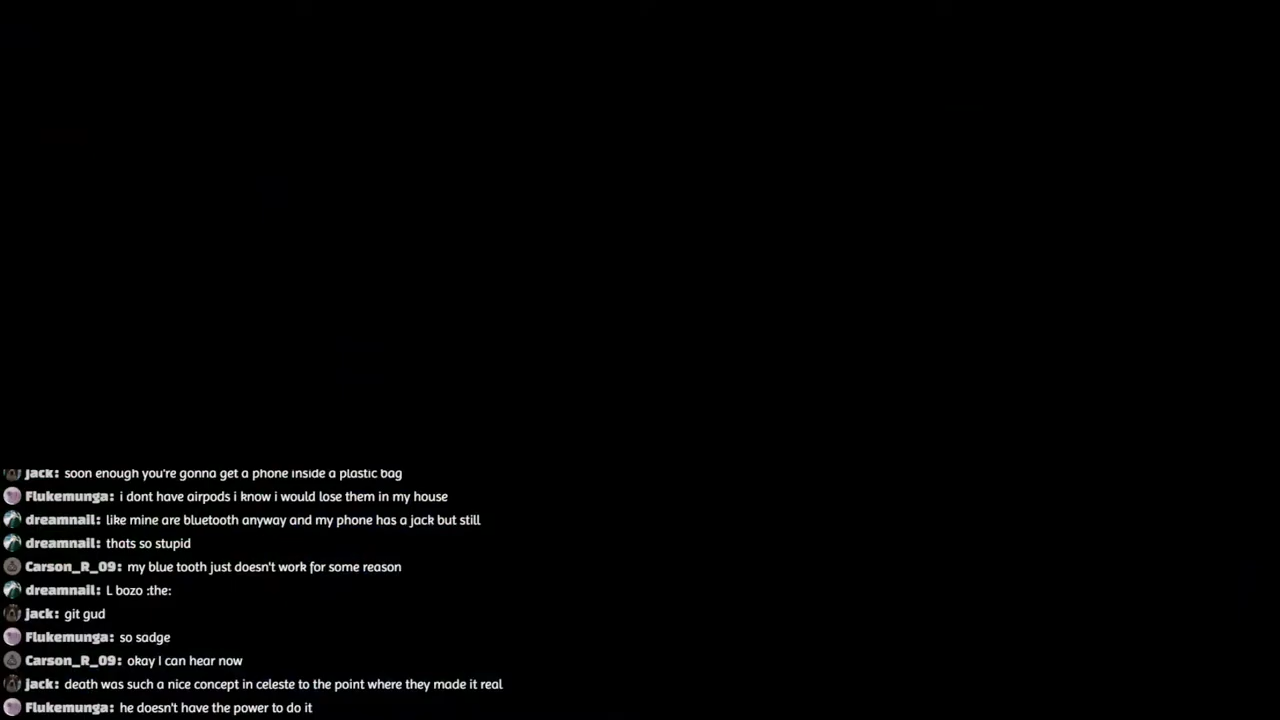 jack: soon enough you're gonna get a phone inside a plastic bag
Flukemunga: i dont have airpods i know i would lose them in my house
dreamnail: like mine are bluetooth anyway and my phone has a jack but still
dreamnail: thats so stupid
Carson_R_09: my blue tooth just doesn't work for some reason
dreamnail: L bozo :the:
jack: git gud
Flukemunga: so sadge
Carson_R_09: okay I can hear now
jack: death was such a nice concept in celeste to the point where they made it real
Flukemunga: he doesn't have the power to do it